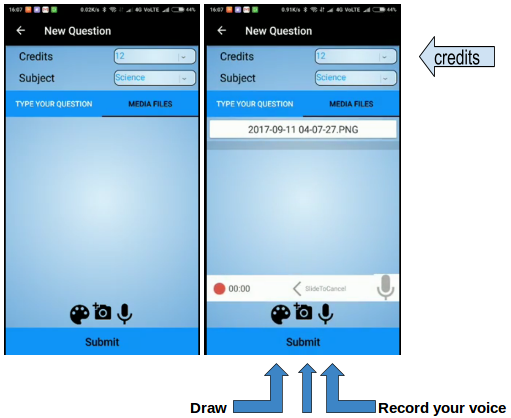 16:07 0.02K/s 4G VoLTE 44%
New Question
Credits 12
Subject Science
TYPE YOUR QUESTION MEDIA FILES
Submit
16:07 9.91K/s 4G VoLTE 44%
New Question
Credits 12
Subject Science
TYPE YOUR QUESTION MEDIA FILES
2017-09-11 04-07-27.PNG
00:00 SlideToCancel
Submit
credits
Draw
Record your voice